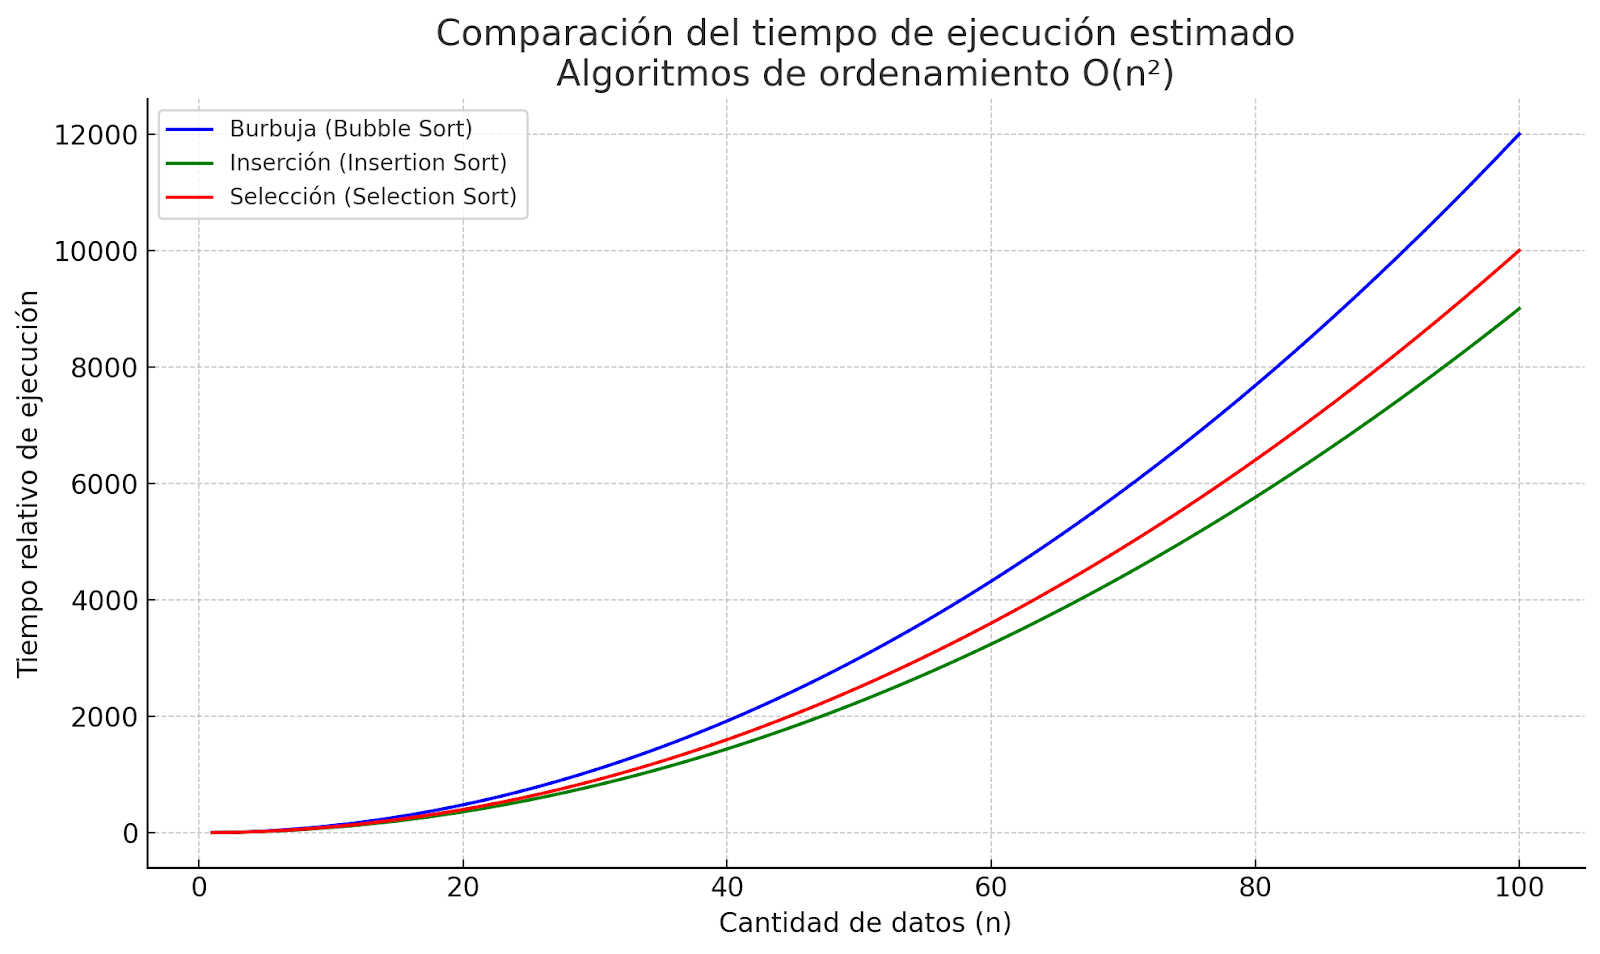 Comparación del tiempo de ejecución estimado
Algoritmos de ordenamiento O(n²)
Burbuja (Bubble Sort)
Inserción (Insertion Sort)
Selección (Selection Sort)
Tiempo relativo de ejecución
12000
10000
8000
6000
4000
2000
0
0 20 40 60 80 100
Cantidad de datos (n)